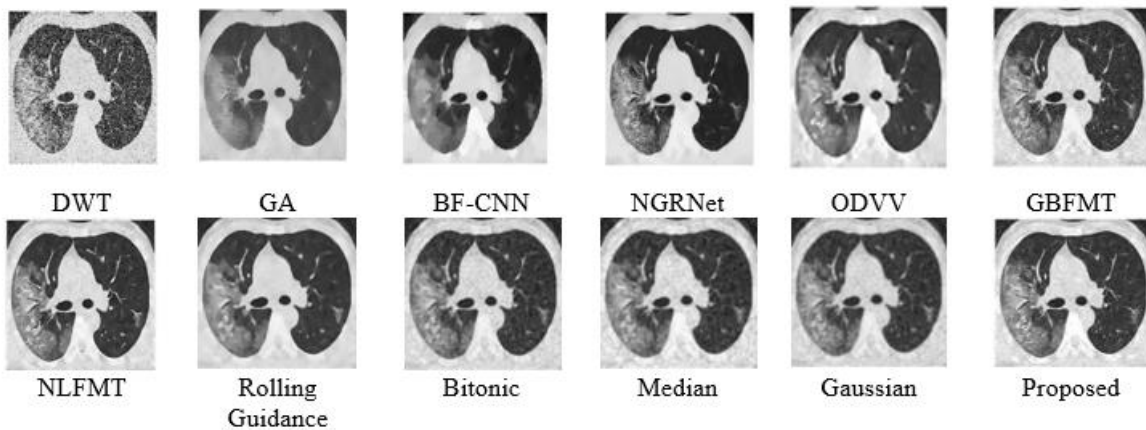 DWT GA BF-CNN NGRNet ODVV GBFMT
NLFMT Rolling Guidance Bitonic Median Gaussian Proposed